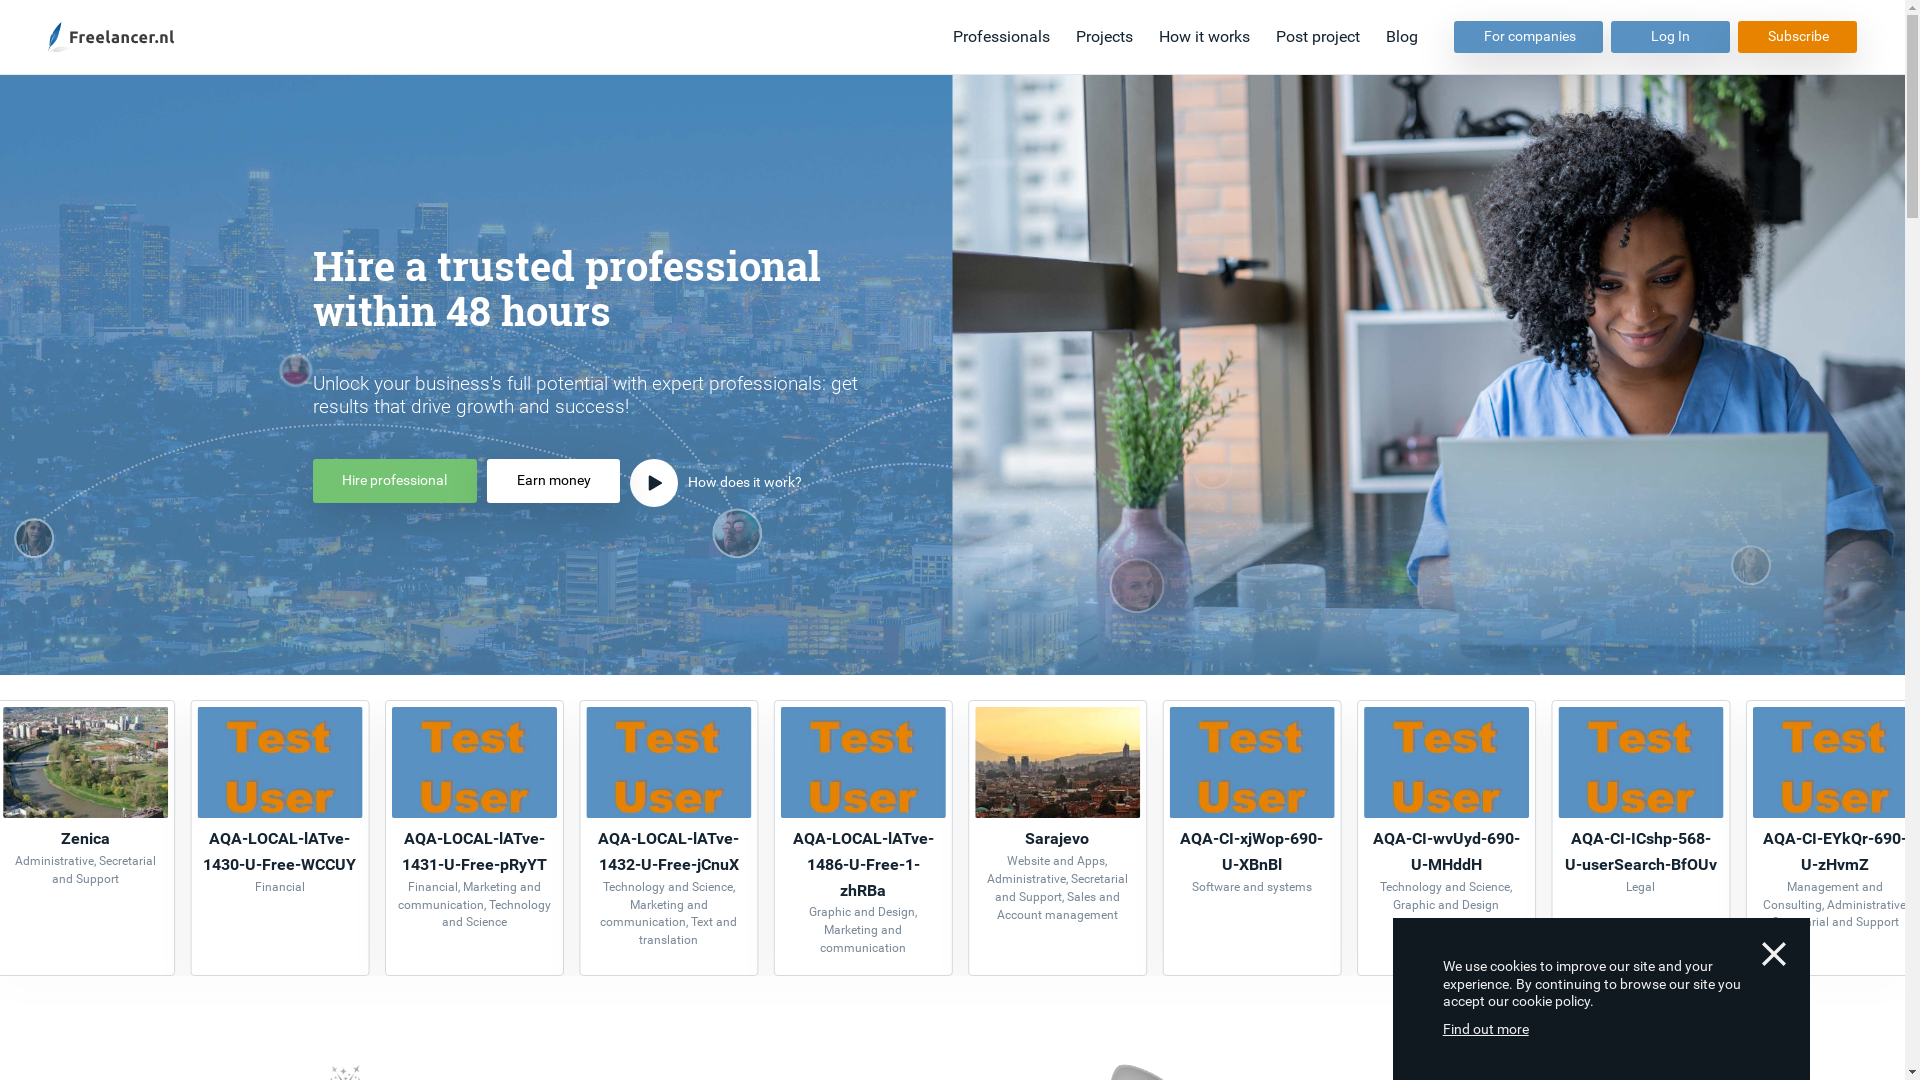 Freelancer.nl
Professionals
Projects
How it works
Post project
Blog
For companies
Log In
Subscribe
Hire a trusted professional
within 48 hours
Unlock your business's full potential with expert professionals: get
results that drive growth and success!
Hire professional
Earn money
How does it work?
Zenica
Administrative, Secretarial
and Support
Test
User
AQA-LOCAL-lATve-
1430-U-Free-WCCUY
Financial
Test
User
AQA-LOCAL-lATve-
1431-U-Free-pRyYT
Financial, Marketing and
communication, Technology
and Science
Test
User
AQA-LOCAL-lATve-
1432-U-Free-jCnuX
Technology and Science,
Marketing and
communication, Text and
translation
Test
User
AQA-LOCAL-lATve-
1486-U-Free-1-
zhRBa
Graphic and Design,
Marketing and
communication
Sarajevo
Website and Apps,
Administrative, Secretarial
and Support, Sales and
Account management
Test
User
AQA-CI-xjWop-690-
U-XBnBl
Software and systems
Test
User
AQA-CI-wvUyd-690-
U-MHddH
Technology and Science,
Graphic and Design
Test
User
AQA-CI-ICshp-568-
U-userSearch-BfOUv
Legal
Test
User
AQA-CI-EYkQr-690-
U-zHvmZ
Management and
Consulting, Administrative
and Support
We use cookies to improve our site and your
experience. By continuing to browse our site you
accept our cookie policy.
Find out more